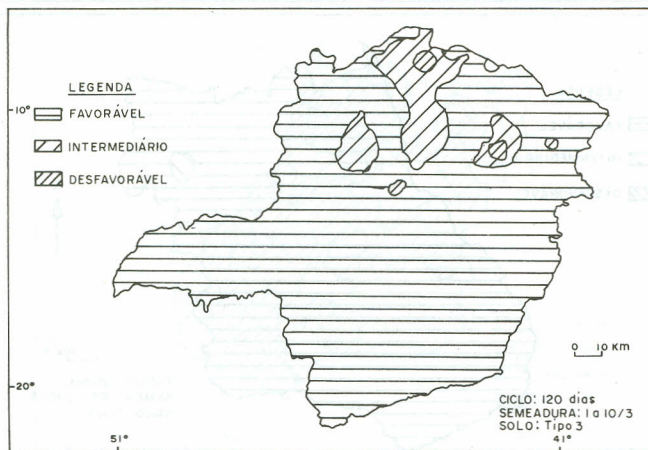 LEGENDA
FAVORÁVEL
INTERMEDIÁRIO
DESFAVORÁVEL
10°
20°
51°
41°
0 10 Km
CICLO: 120 dias
SEMEADURA: 1 a 10/3
SOLO: Tipo 3